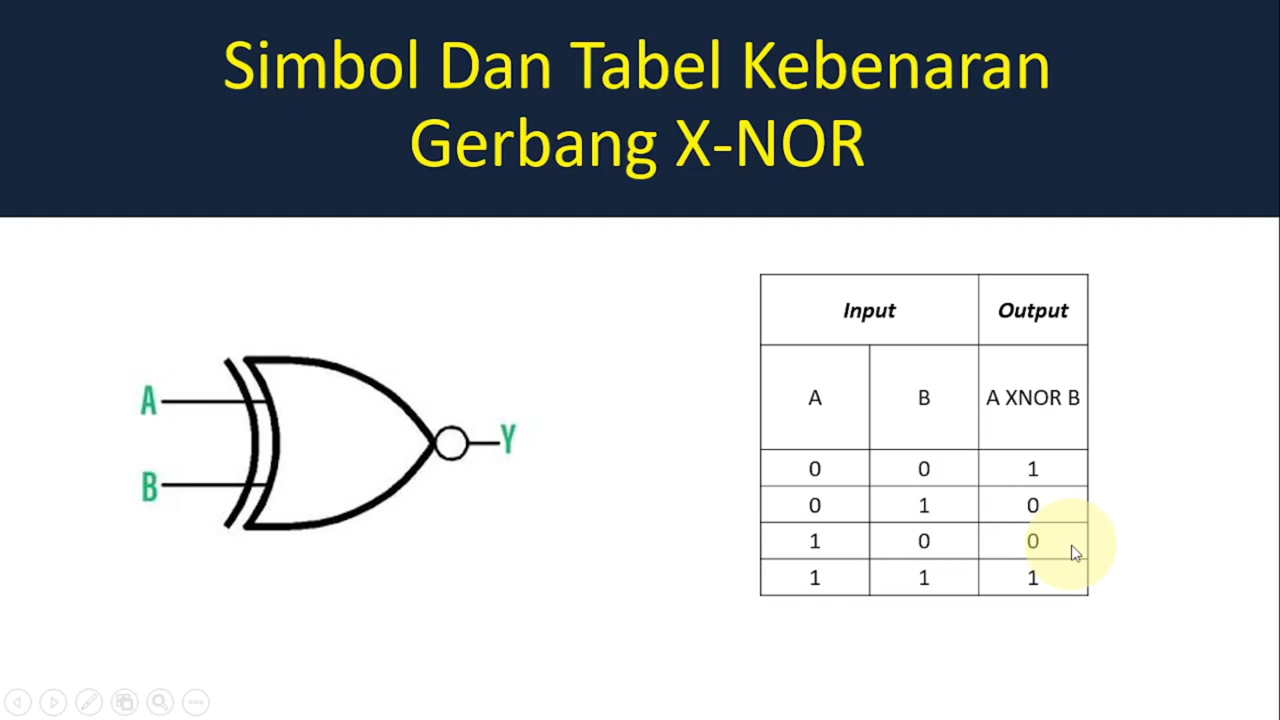 Simbol Dan Tabel Kebenaran
Gerbang X-NOR
A
B
Y
Input Output
A B A XNOR B
0 0 1
0 1 0
1 0 0
1 1 1